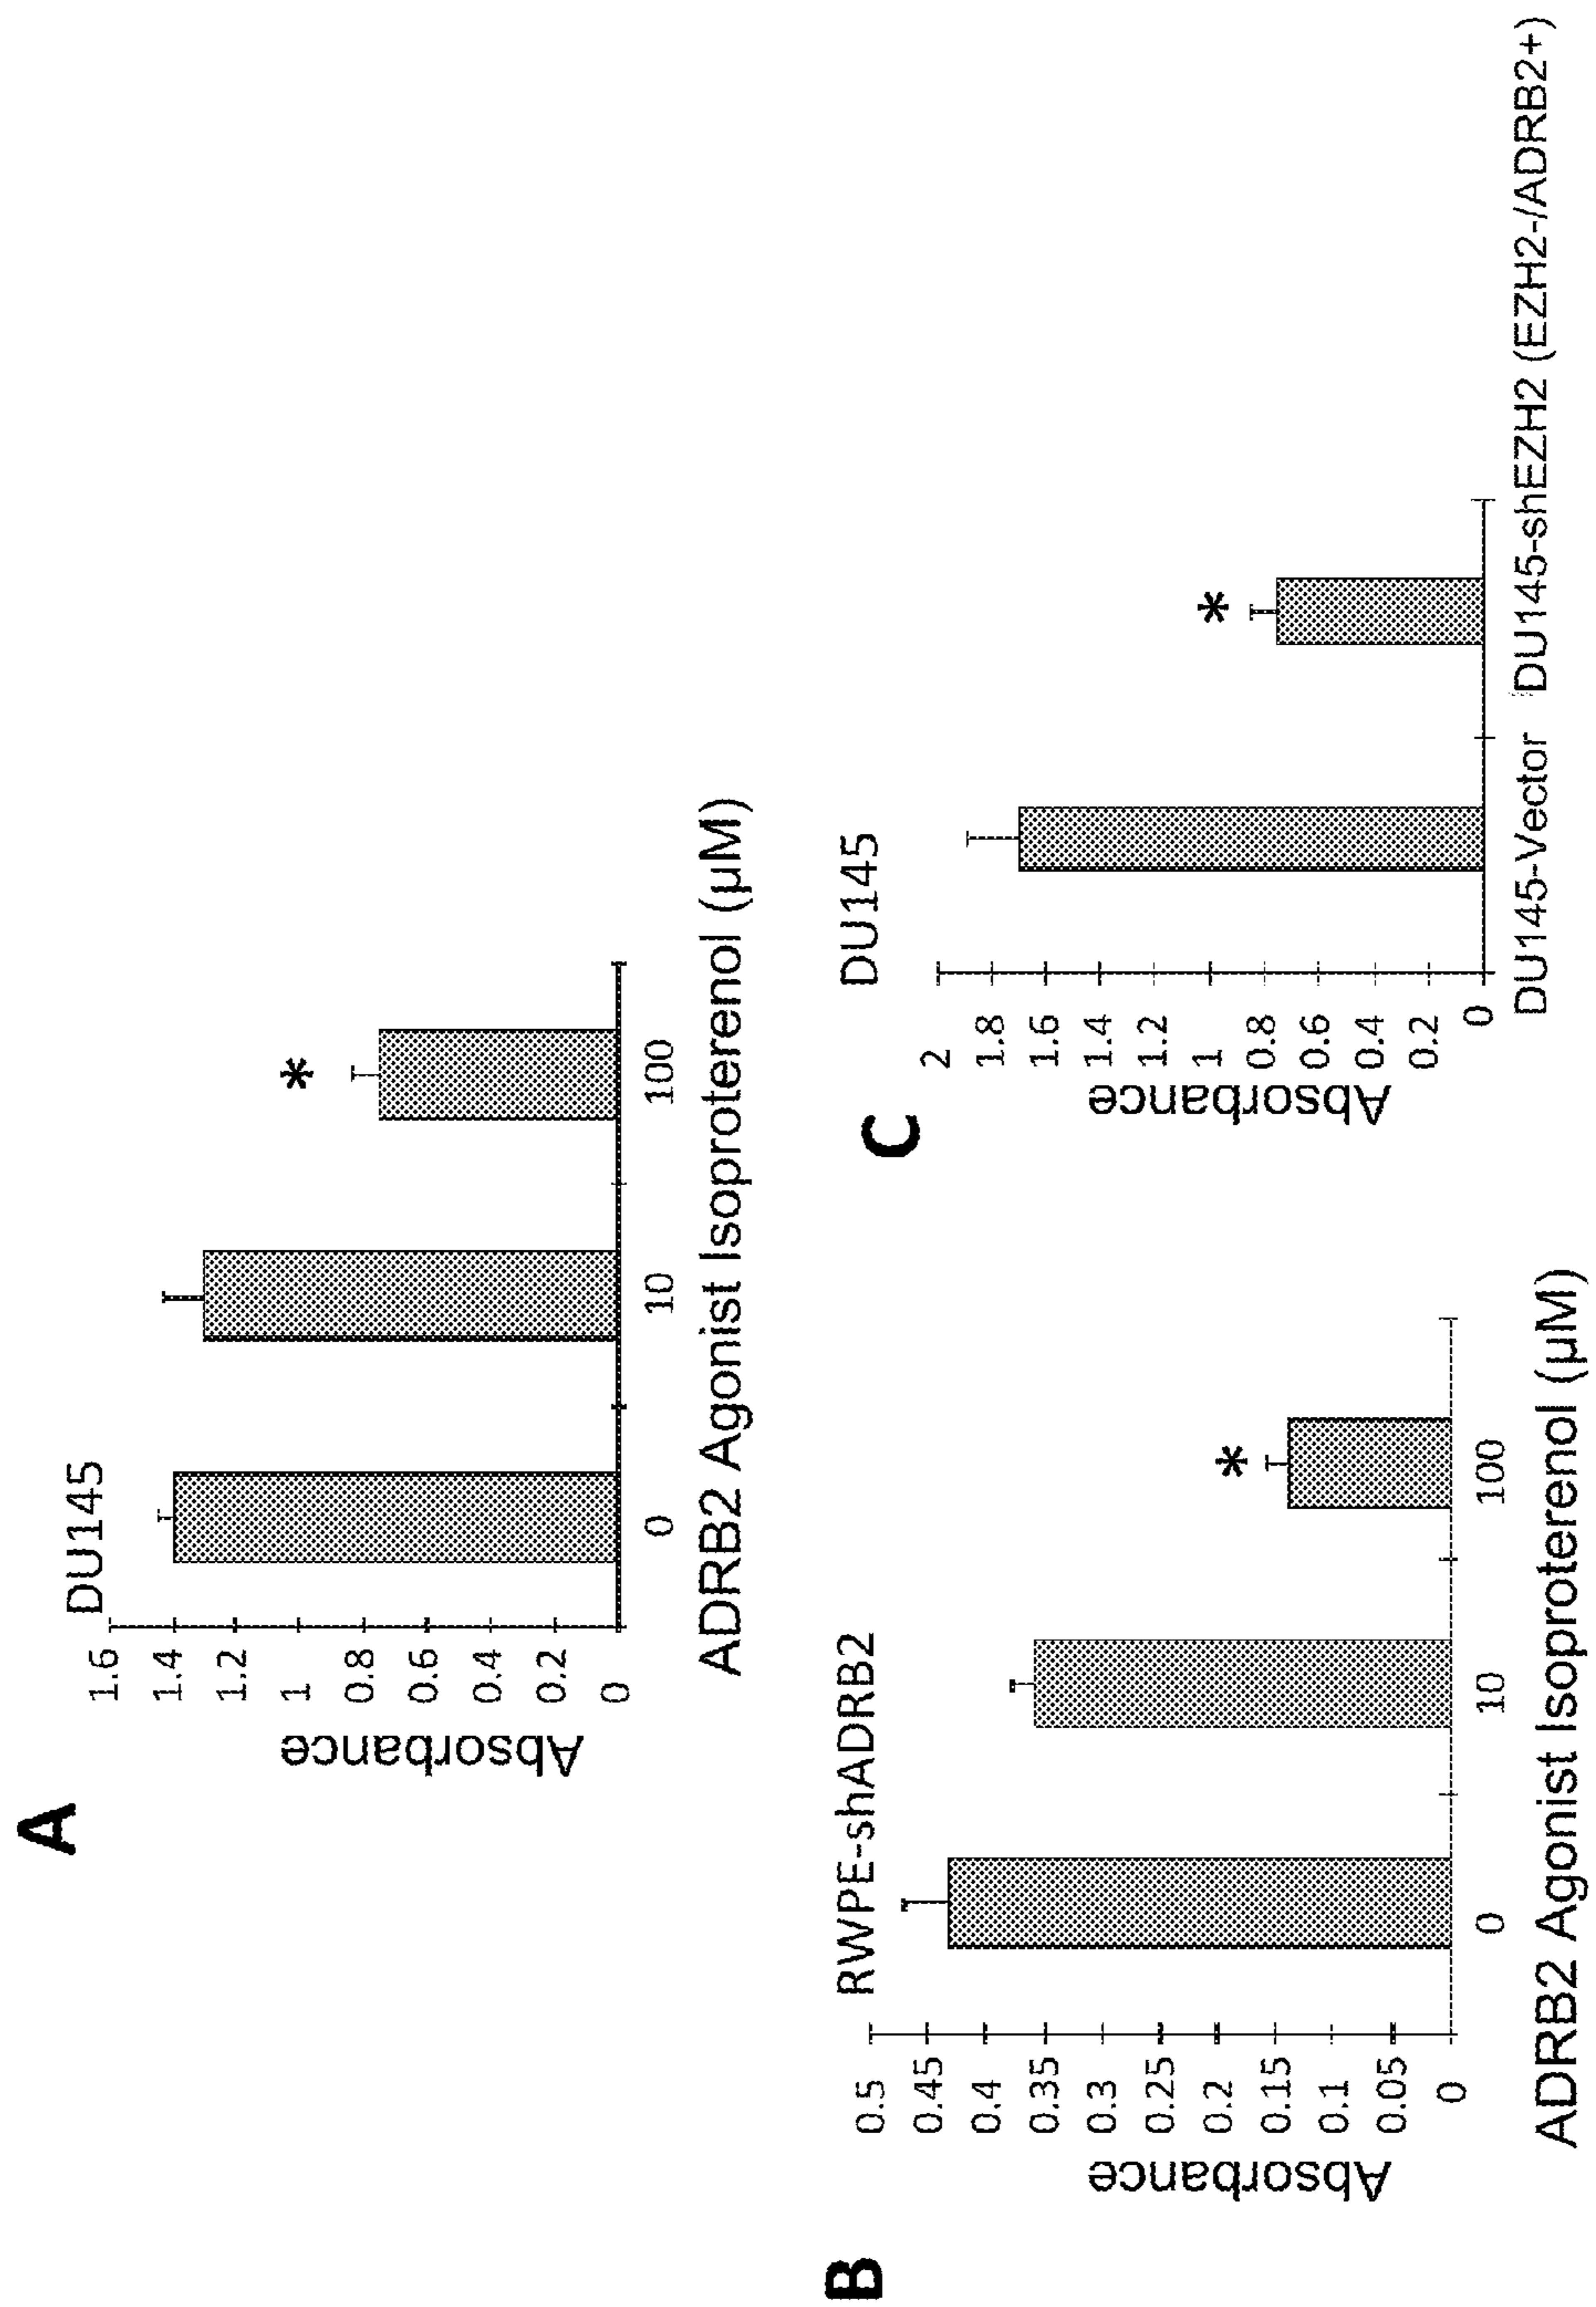 A
DU145
Absorbance
1.6
1.4
1.2
1
0.8
0.6
0.4
0.2
0
*
0 10 100
ADRB2 Agonist Isoproterenol (µM)
B
RWPE-shADRB2
Absorbance
0.5
0.45
0.4
0.35
0.3
0.25
0.2
0.15
0.1
0.05
0
*
0 10 100
ADRB2 Agonist Isoproterenol (µM)
C
DU145
Absorbance
2
1.8
1.6
1.4
1.2
1
0.8
0.6
0.4
0.2
0
*
DU145-Vector DU145-shEZH2 (EZH2-/ADRB2+)